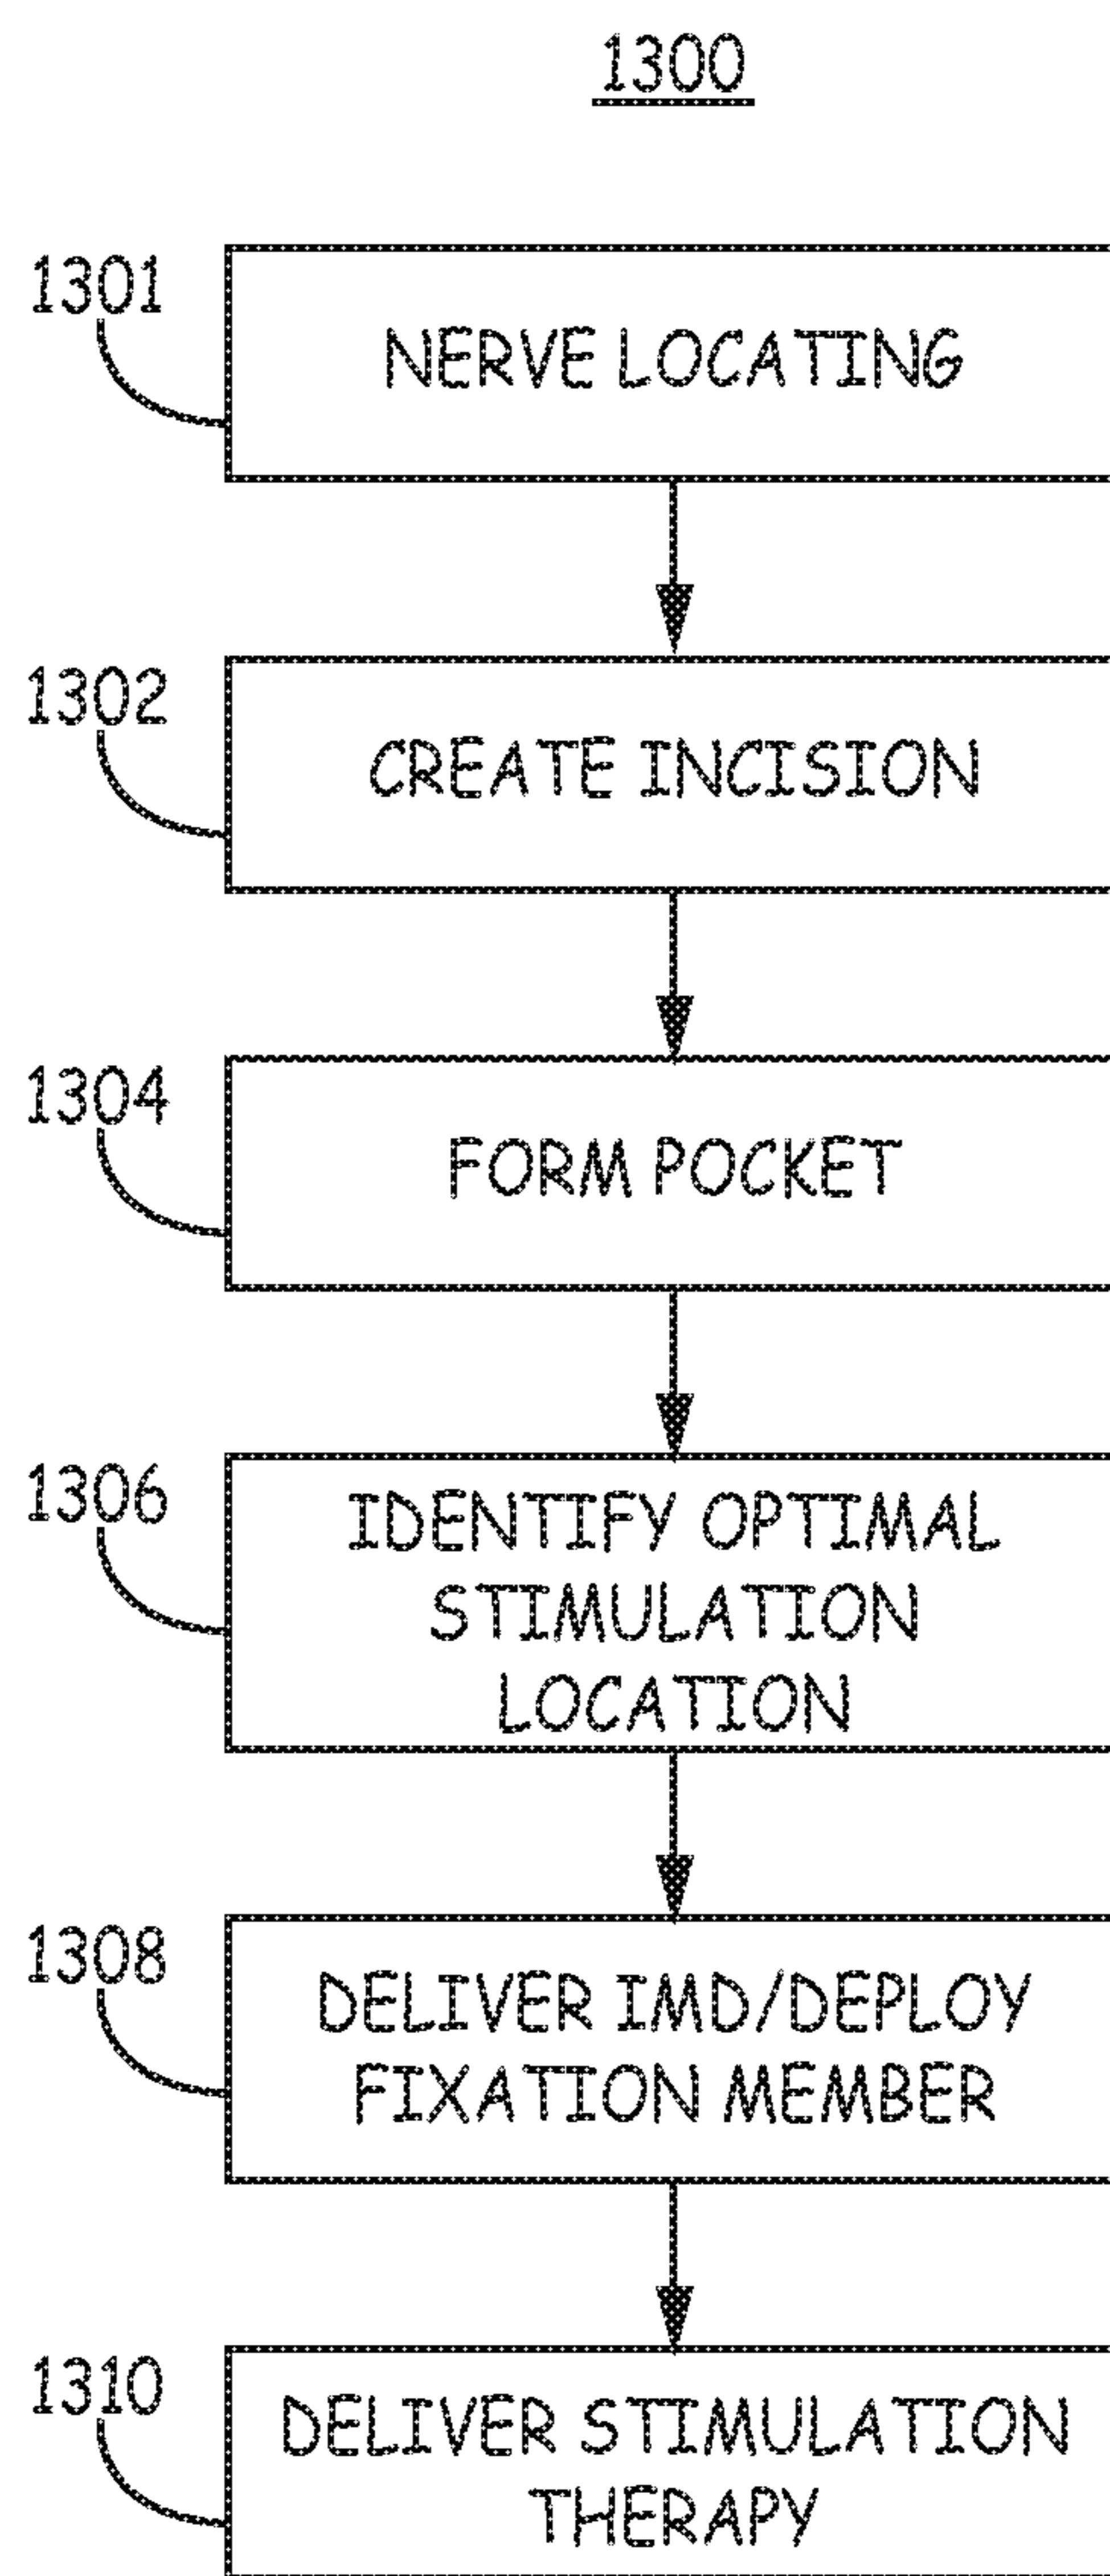 1300
1301
NERVE LOCATING
1302
CREATE INCISION
1304
FORM POCKET
1306
IDENTIFY OPTIMAL
STIMULATION
LOCATION
1308
DELIVER IMD/DEPLOY
FIXATION MEMBER
1310
DELIVER STIMULATION
THERAPY